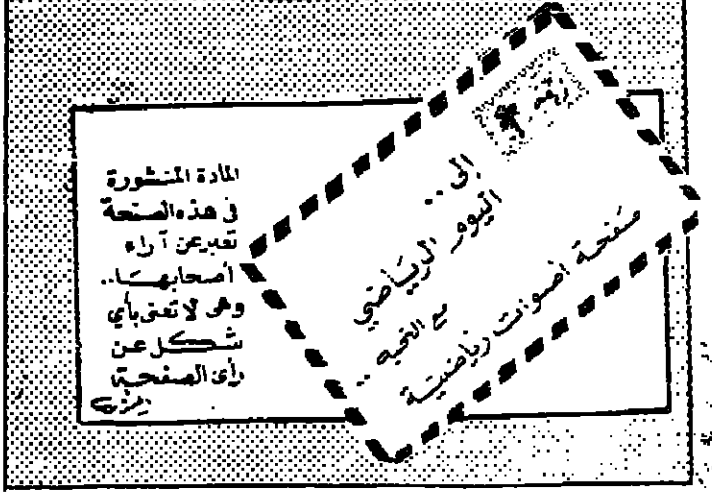 المادة المنشورة
في هذه الصفحة
تعبر عن آراء
أصحابها..
وهي لا تعنى بأي
شكل عن
رأي الصفحة
إلى..
اليوم الرياضي
صفحة أصوات رياضية
مع التحية..